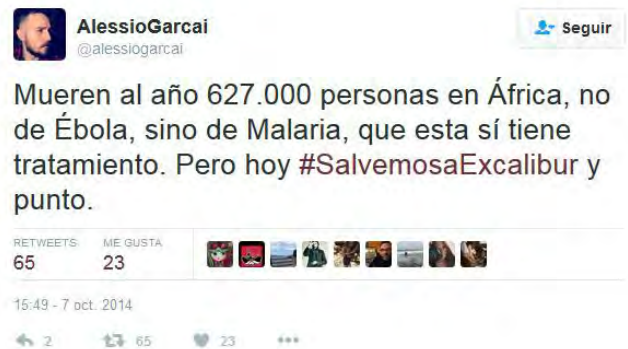 AlessioGarcai
@alessiogarcai
Seguir
Mueren al año 627.000 personas en África, no
de Ébola, sino de Malaria, que esta sí tiene
tratamiento. Pero hoy #SalvemosaExcalibur y
punto.
RETWEETS ME GUSTA
65 23
15:49 - 7 oct. 2014
2 65 23